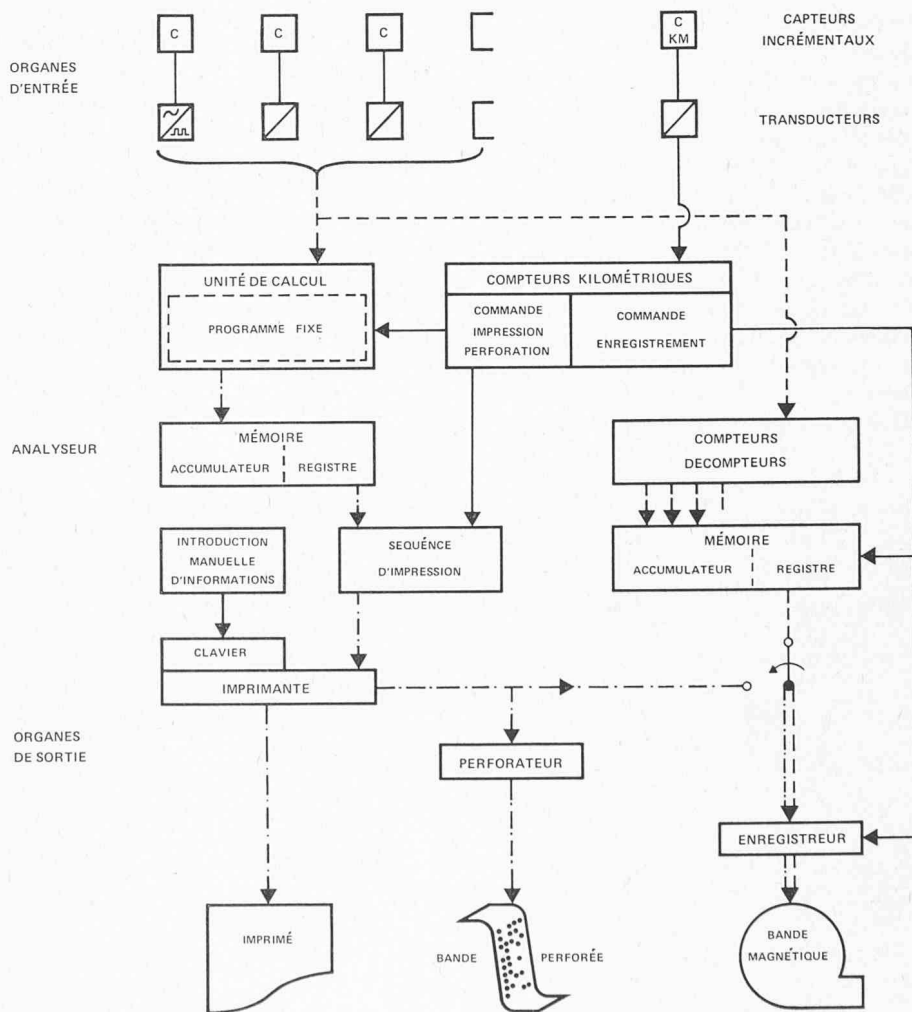 C
C
C
C
KM
CAPTEURS
INCRÉMENTAUX
ORGANES
D'ENTRÉE
TRANSDUCTEURS
UNITÉ DE CALCUL
PROGRAMME FIXE
COMPTEURS KILOMÉTRIQUES
COMMANDE
IMPRESSION
PERFORATION
COMMANDE
ENREGISTREMENT
ANALYSEUR
MÉMOIRE
ACCUMULATEUR
REGISTRE
COMPTEURS
DECOMPTEURS
INTRODUCTION
MANUELLE
D'INFORMATIONS
SEQUÉNCE
D'IMPRESSION
MÉMOIRE
ACCUMULATEUR
REGISTRE
CLAVIER
IMPRIMANTE
ORGANES
DE SORTIE
PERFORATEUR
ENREGISTREUR
IMPRIMÉ
BANDE
PERFORÉE
BANDE
MAGNÉTIQUE